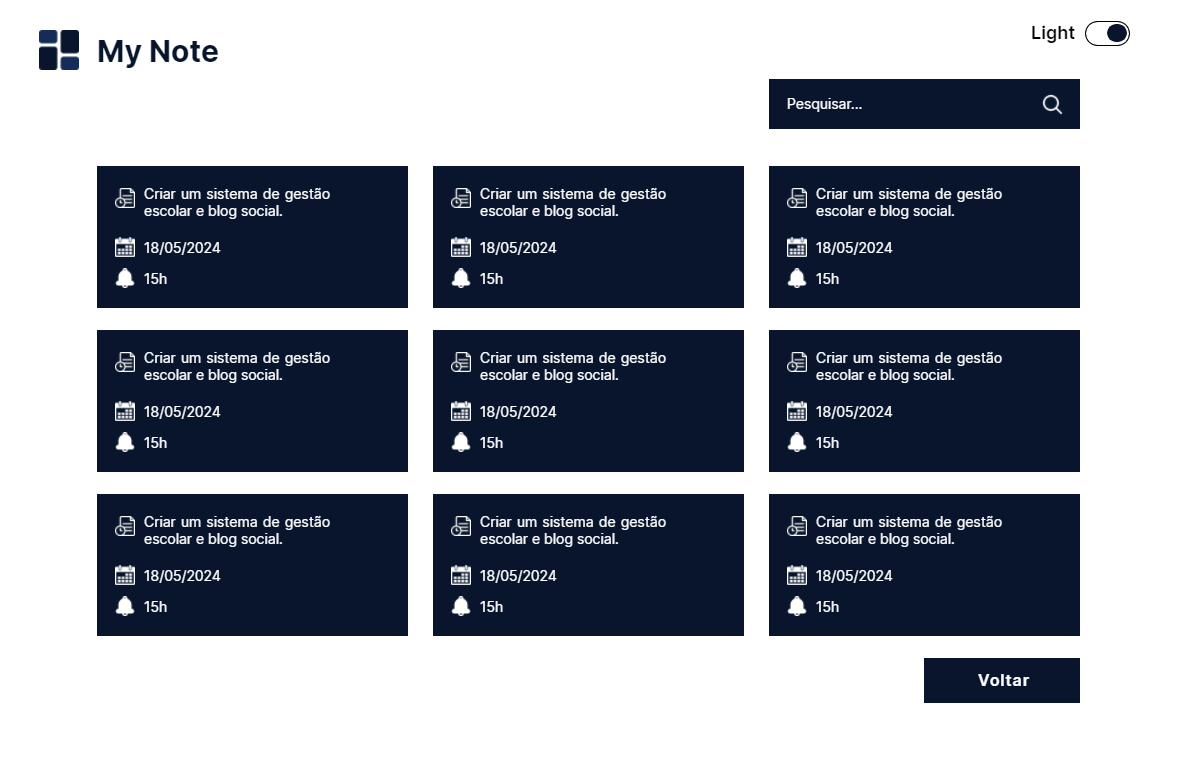 Light
My Note
Pesquisar...
Criar um sistema de gestão
escolar e blog social.
18/05/2024
15h
Criar um sistema de gestão
escolar e blog social.
18/05/2024
15h
Criar um sistema de gestão
escolar e blog social.
18/05/2024
15h
Criar um sistema de gestão
escolar e blog social.
18/05/2024
15h
Criar um sistema de gestão
escolar e blog social.
18/05/2024
15h
Criar um sistema de gestão
escolar e blog social.
18/05/2024
15h
Criar um sistema de gestão
escolar e blog social.
18/05/2024
15h
Criar um sistema de gestão
escolar e blog social.
18/05/2024
15h
Criar um sistema de gestão
escolar e blog social.
18/05/2024
15h
Voltar